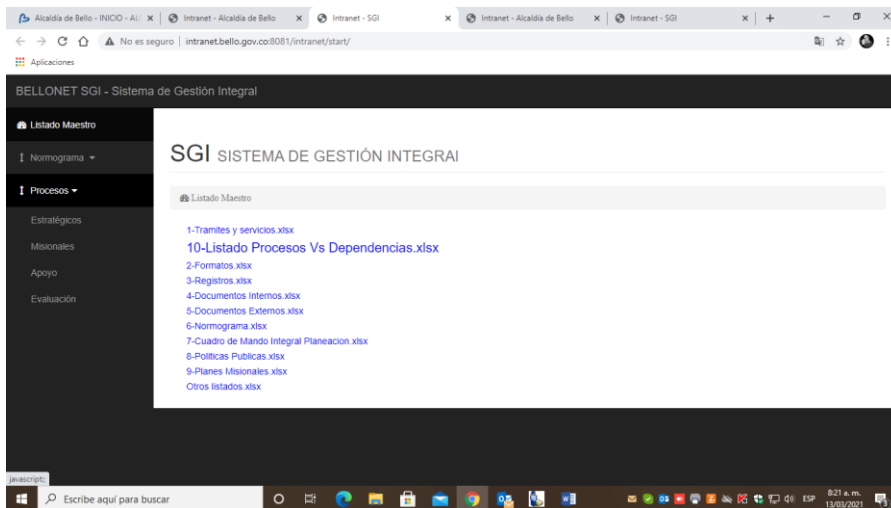 Alcaldía de Bello - INICIO - AL
Intranet - Alcaldía de Bello
Intranet - SGI
Intranet - Alcaldía de Bello
Intranet - SGI
No es seguro | intranet.bello.gov.co:8081/intranet/start/
Aplicaciones
BELLONET SGI - Sistema de Gestión Integral
Listado Maestro
Normograma
Procesos
Estratégicos
Misionales
Apoyo
Evaluación
SGI SISTEMA DE GESTIÓN INTEGRAl
Listado Maestro
1-Tramites y servicios.xlsx
10-Listado Procesos Vs Dependencias.xlsx
2-Formatos.xlsx
3-Registros.xlsx
4-Documentos Internos.xlsx
5-Documentos Externos.xlsx
6-Normograma.xlsx
7-Cuadro de Mando Integral Planeacion.xlsx
8-Politicas Publicas.xlsx
9-Planes Misionales.xlsx
Otros listados.xlsx
javascript:;
Escribe aquí para buscar
ESP
8:21 a. m.
13/03/2021